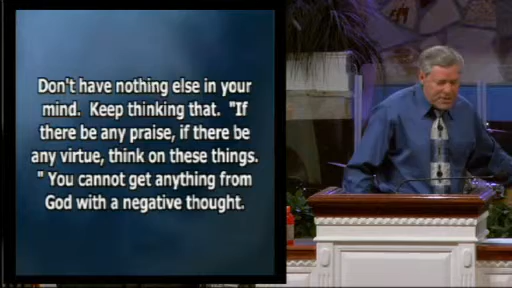 Don't have nothing else in your
mind. Keep thinking that. "If
there be any praise, if there be
any virtue, think on these things.
" You cannot get anything from
God with a negative thought.